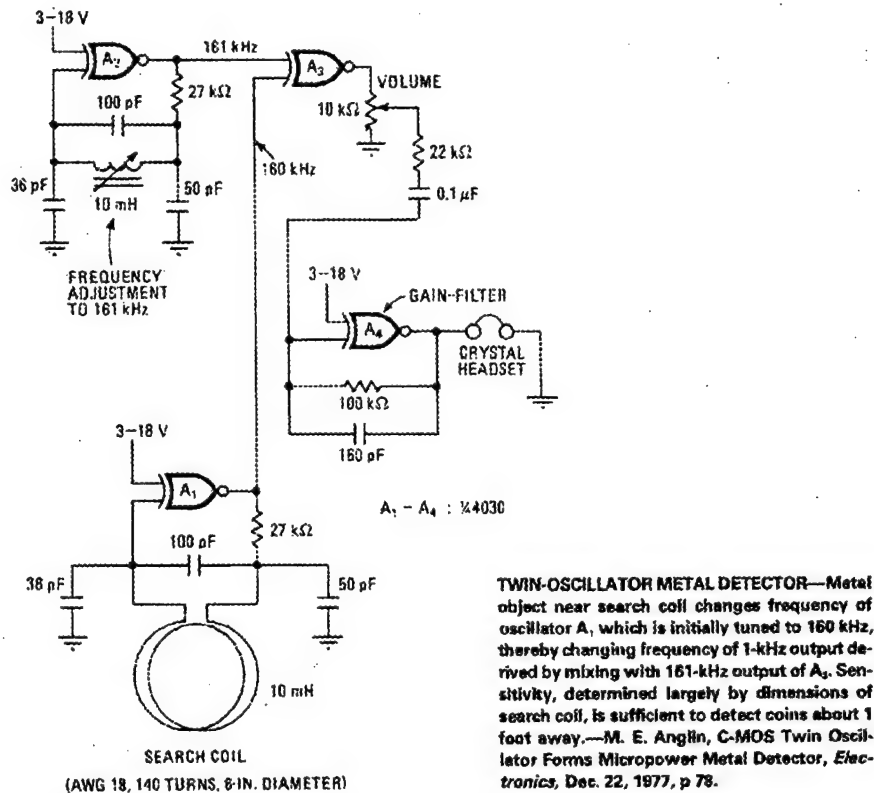 3–18 V
A₂
161 kHz
A₃
27 kΩ
VOLUME
100 pF
10 kΩ
22 kΩ
160 kHz
36 pF
10 mH
50 pF
0.1 µF
FREQUENCY
ADJUSTMENT
TO 161 kHz
3–18 V
GAIN-FILTER
A₄
CRYSTAL
HEADSET
100 kΩ
160 pF
3–18 V
A₁
A₁ – A₄ : ¼4030
27 kΩ
100 pF
38 pF
50 pF
10 mH
SEARCH COIL
(AWG 18, 140 TURNS, 6-IN. DIAMETER)
TWIN-OSCILLATOR METAL DETECTOR—Metal
object near search coil changes frequency of
oscillator A₁ which is initially tuned to 160 kHz,
thereby changing frequency of 1-kHz output de-
rived by mixing with 161-kHz output of A₃. Sen-
sitivity, determined largely by dimensions of
search coil, is sufficient to detect coins about 1
foot away.—M. E. Anglin, C-MOS Twin Oscil-
lator Forms Micropower Metal Detector, Elec-
tronics, Dec. 22, 1977, p 78.